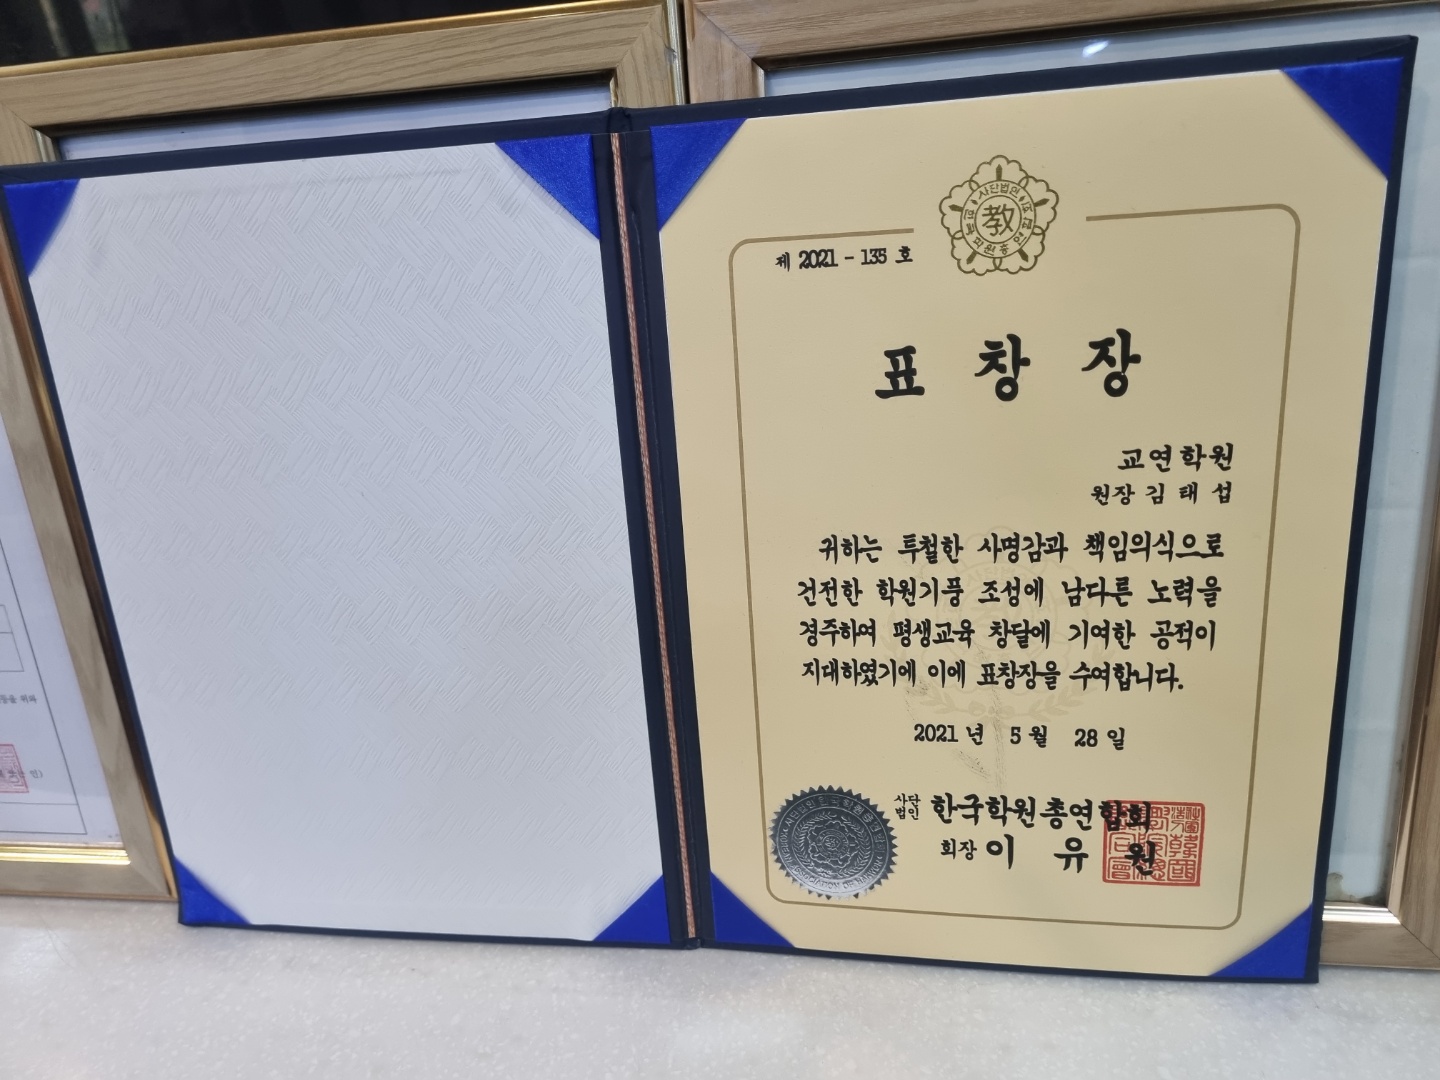 제 2021 - 135 호
사단법인
敎
표 창 장
교연학원
원장 김 태 섭
귀하는 투철한 사명감과 책임의식으로
건전한 학원기풍 조성에 남다른 노력을
경주하여 평생교육 창달에 기여한 공적이
지대하였기에 이에 표창장을 수여합니다.
2021 년 5 월 28 일
사단
법인 한국학원총연합회
회장 이 유 원